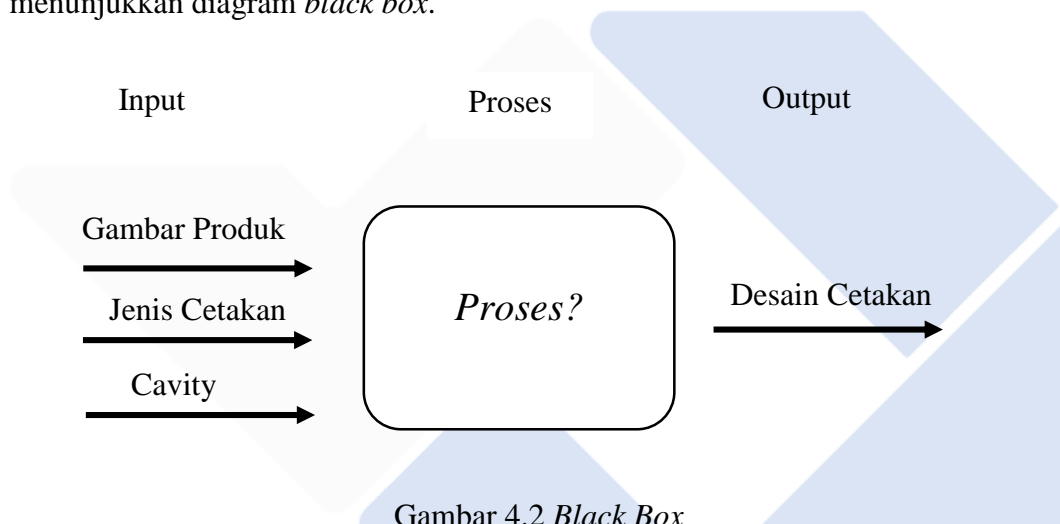 menunjukkan diagram black box.
Input Proses Output
Gambar Produk
Jenis Cetakan
Cavity
Proses?
Desain Cetakan
Gambar 4.2 Black Box